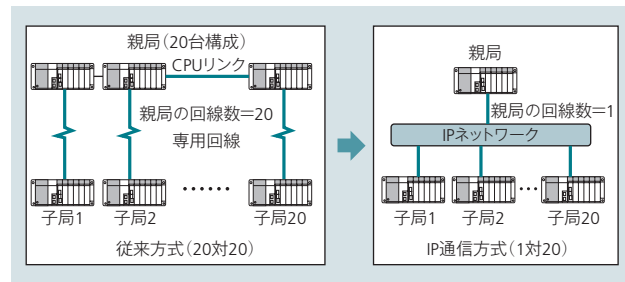 親局(20台構成)
CPUリンク
親局の回線数=20
専用回線
子局1
子局2
……
子局20
従来方式(20対20)
親局
親局の回線数=1
IPネットワーク
子局1
子局2
…
子局20
IP通信方式(1対20)